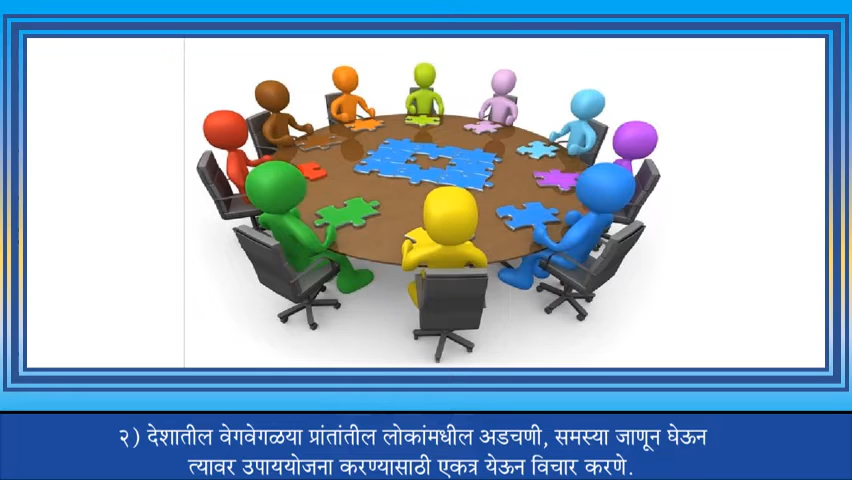 २) देशातील वेगवेगळया प्रांतांतील लोकांमधील अडचणी, समस्या जाणून घेऊन
त्यावर उपाययोजना करण्यासाठी एकत्र येऊन विचार करणे.